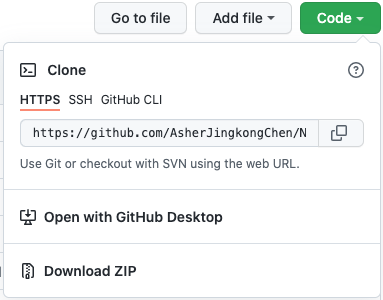 Go to file Add file Code
Clone
HTTPS SSH GitHub CLI
https://github.com/AsherJingkongChen/N
Use Git or checkout with SVN using the web URL.
Open with GitHub Desktop
Download ZIP